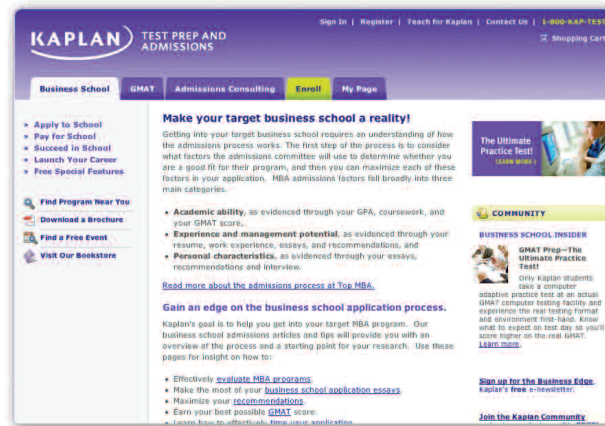 Sign In | Register | Teach for Kaplan | Contact Us | 1-800-KAP-TEST
Shopping Cart
KAPLAN TEST PREP AND
ADMISSIONS
Business School GMAT Admissions Consulting Enroll My Page
» Apply to School
» Pay for School
» Succeed in School
» Launch Your Career
» Free Special Features
Find Program Near You
Download a Brochure
Find a Free Event
Visit Our Bookstore
Make your target business school a reality!
Getting into your target business school requires an understanding of how
the admissions process works. The first step of the process is to consider
what factors the admissions committee will use to determine whether you
are a good fit for their program, and then you can maximize each of these
factors in your application. MBA admissions factors fall broadly into three
main categories.
• Academic ability, as evidenced through your GPA, coursework, and
your GMAT score,
• Experience and management potential, as evidenced through your
resume, work experience, essays, and recommendations, and
• Personal characteristics, as evidenced through your essays,
recommendations and interview.
Read more about the admissions process at Top MBA.
Gain an edge on the business school application process.
Kaplan's goal is to help you get into your target MBA program. Our
business school admissions articles and tips will provide you with an
overview of the process and a starting point for your research. Use these
pages for insight on how to:
• Effectively evaluate MBA programs.
• Make the most of your business school application essays.
• Maximize your recommendations.
• Earn your best possible GMAT score.
• Learn how to effectively time your application.
The Ultimate
Practice Test!
LEARN MORE
COMMUNITY
BUSINESS SCHOOL INSIDER
GMAT Prep—The
Ultimate Practice
Test!
Only Kaplan students
take a computer
adaptive practice test at an actual
GMAT computer testing facility and
experience the real testing format
and environment first-hand. Know
what to expect on test day so you'll
score higher on the real GMAT.
Learn more.
Sign up for the Business Edge,
Kaplan's free e-newsletter.
Join the Kaplan Community